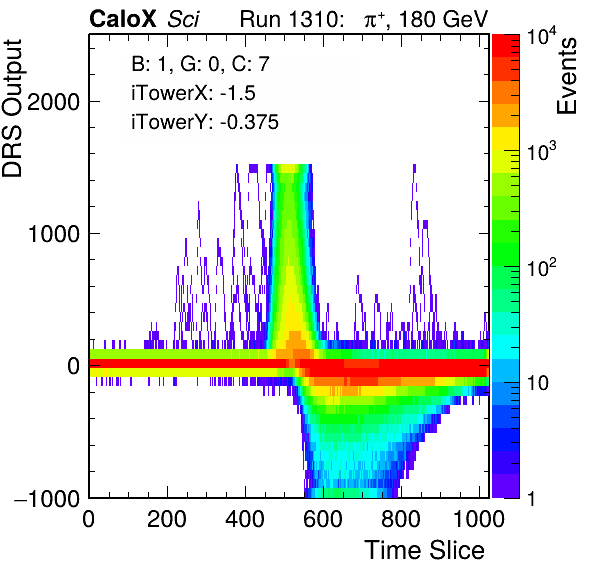 CaloX Sci Run 1310: π⁺, 180 GeV
B: 1, G: 0, C: 7
iTowerX: -1.5
iTowerY: -0.375
DRS Output
2000
1000
0
−1000
0 200 400 600 800 1000
Time Slice
Events
10⁴
10³
10²
10
1